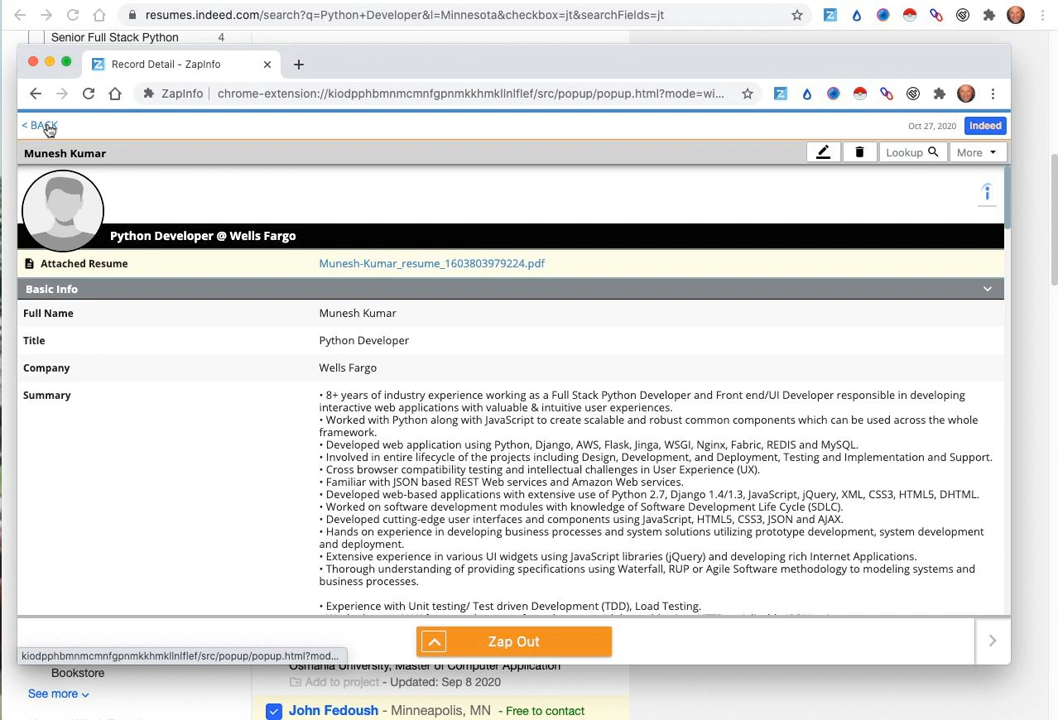 resumes.indeed.com/search?q=Python+Developer&l=Minnesota&checkbox=jt&searchFields=jt
Senior Full Stack Python 4
Record Detail - ZapInfo
ZapInfo | chrome-extension://kiodpphbmnmcmnfgpnmkkhmkllnlflef/src/popup/popup.html?mode=wi...
< BACK
Oct 27, 2020 Indeed
Munesh Kumar
Lookup More
Python Developer @ Wells Fargo
Attached Resume Munesh-Kumar_resume_1603803979224.pdf
Basic Info
Full Name Munesh Kumar
Title Python Developer
Company Wells Fargo
Summary • 8+ years of industry experience working as a Full Stack Python Developer and Front end/UI Developer responsible in developing
interactive web applications with valuable & intuitive user experiences.
• Worked with Python along with JavaScript to create scalable and robust common components which can be used across the whole
framework.
• Developed web application using Python, Django, AWS, Flask, Jinga, WSGI, Nginx, Fabric, REDIS and MySQL.
• Involved in entire lifecycle of the projects including Design, Development, and Deployment, Testing and Implementation and Support.
• Cross browser compatibility testing and intellectual challenges in User Experience (UX).
• Familiar with JSON based REST Web services and Amazon Web services.
• Developed web-based applications with extensive use of Python 2.7, Django 1.4/1.3, JavaScript, jQuery, XML, CSS3, HTML5, DHTML.
• Worked on software development modules with knowledge of Software Development Life Cycle (SDLC).
• Developed cutting-edge user interfaces and components using JavaScript, HTML5, CSS3, JSON and AJAX.
• Hands on experience in developing business processes and system solutions utilizing prototype development, system development
and deployment.
• Extensive experience in various UI widgets using JavaScript libraries (jQuery) and developing rich Internet Applications.
• Thorough understanding of providing specifications using Waterfall, RUP or Agile Software methodology to modeling systems and
business processes.
• Experience with Unit testing/ Test driven Development (TDD), Load Testing.
Zap Out
kiodpphbmnmcmnfgpnmkkhmkllnlflef/src/popup/popup.html?mod...
Osmania University, Master of Computer Application
Bookstore
Add to project - Updated: Sep 8 2020
See more
John Fedoush - Minneapolis, MN - Free to contact